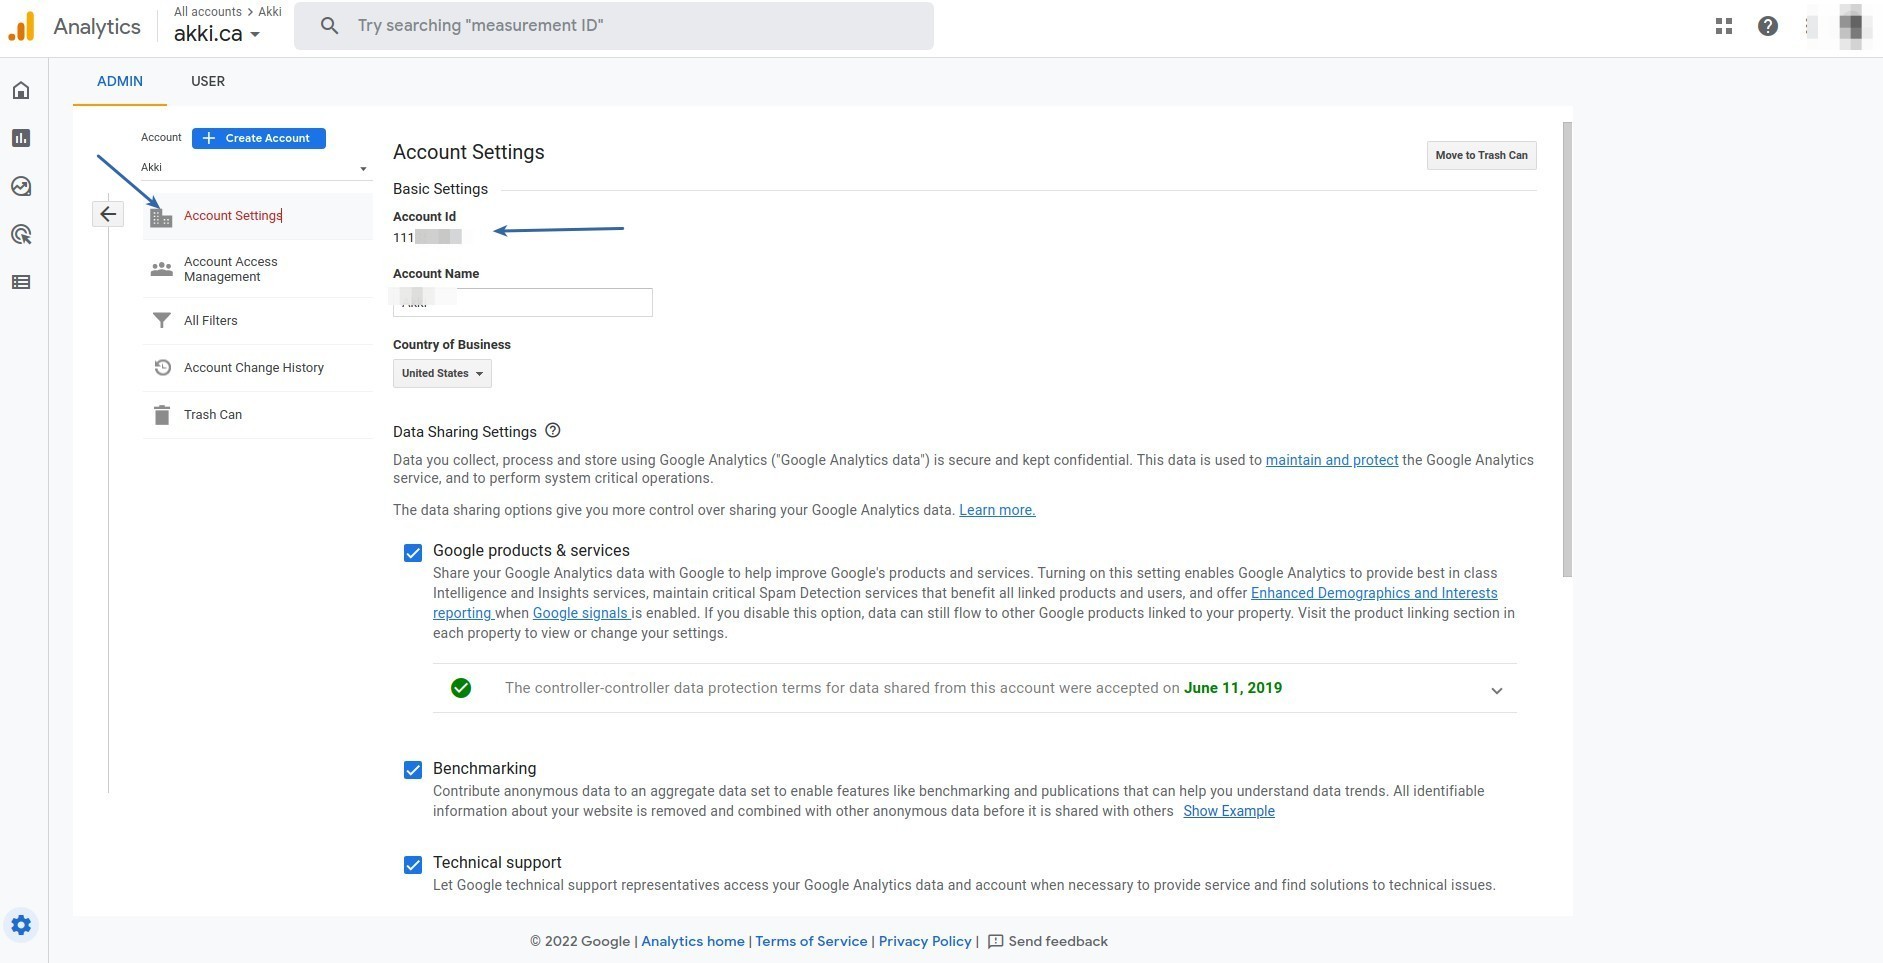 Analytics
All accounts > Akki
akki.ca
Try searching "measurement ID"
ADMIN
USER
Account
Create Account
Akki
Account Settings
Account Access
Management
All Filters
Account Change History
Trash Can
Account Settings
Move to Trash Can
Basic Settings
Account Id
111
Account Name
Country of Business
United States
Data Sharing Settings
Data you collect, process and store using Google Analytics ("Google Analytics data") is secure and kept confidential. This data is used to maintain and protect the Google Analytics
service, and to perform system critical operations.
The data sharing options give you more control over sharing your Google Analytics data. Learn more.
Google products & services
Share your Google Analytics data with Google to help improve Google's products and services. Turning on this setting enables Google Analytics to provide best in class
Intelligence and Insights services, maintain critical Spam Detection services that benefit all linked products and users, and offer Enhanced Demographics and Interests
reporting when Google signals is enabled. If you disable this option, data can still flow to other Google products linked to your property. Visit the product linking section in
each property to view or change your settings.
The controller-controller data protection terms for data shared from this account were accepted on June 11, 2019
Benchmarking
Contribute anonymous data to an aggregate data set to enable features like benchmarking and publications that can help you understand data trends. All identifiable
information about your website is removed and combined with other anonymous data before it is shared with others Show Example
Technical support
Let Google technical support representatives access your Google Analytics data and account when necessary to provide service and find solutions to technical issues.
© 2022 Google | Analytics home | Terms of Service | Privacy Policy | Send feedback